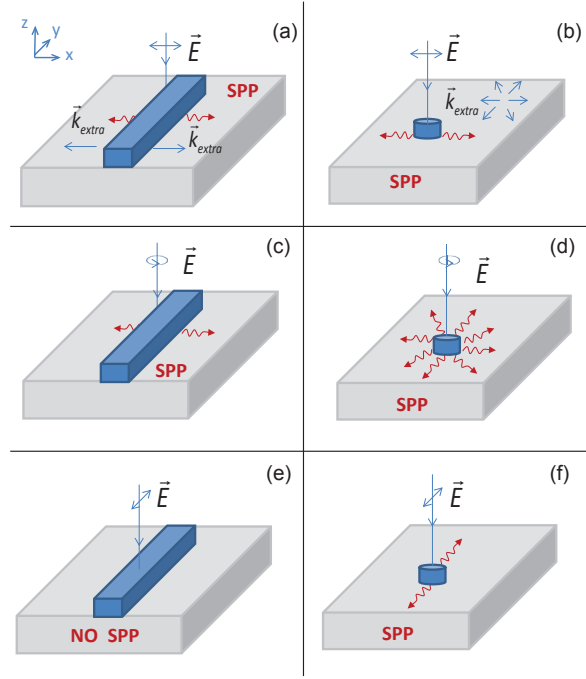 z
y
x
(a)
E⃗
SPP
k⃗extra
k⃗extra
(b)
E⃗
k⃗extra
SPP
(c)
E⃗
SPP
(d)
E⃗
SPP
(e)
E⃗
NO SPP
(f)
E⃗
SPP